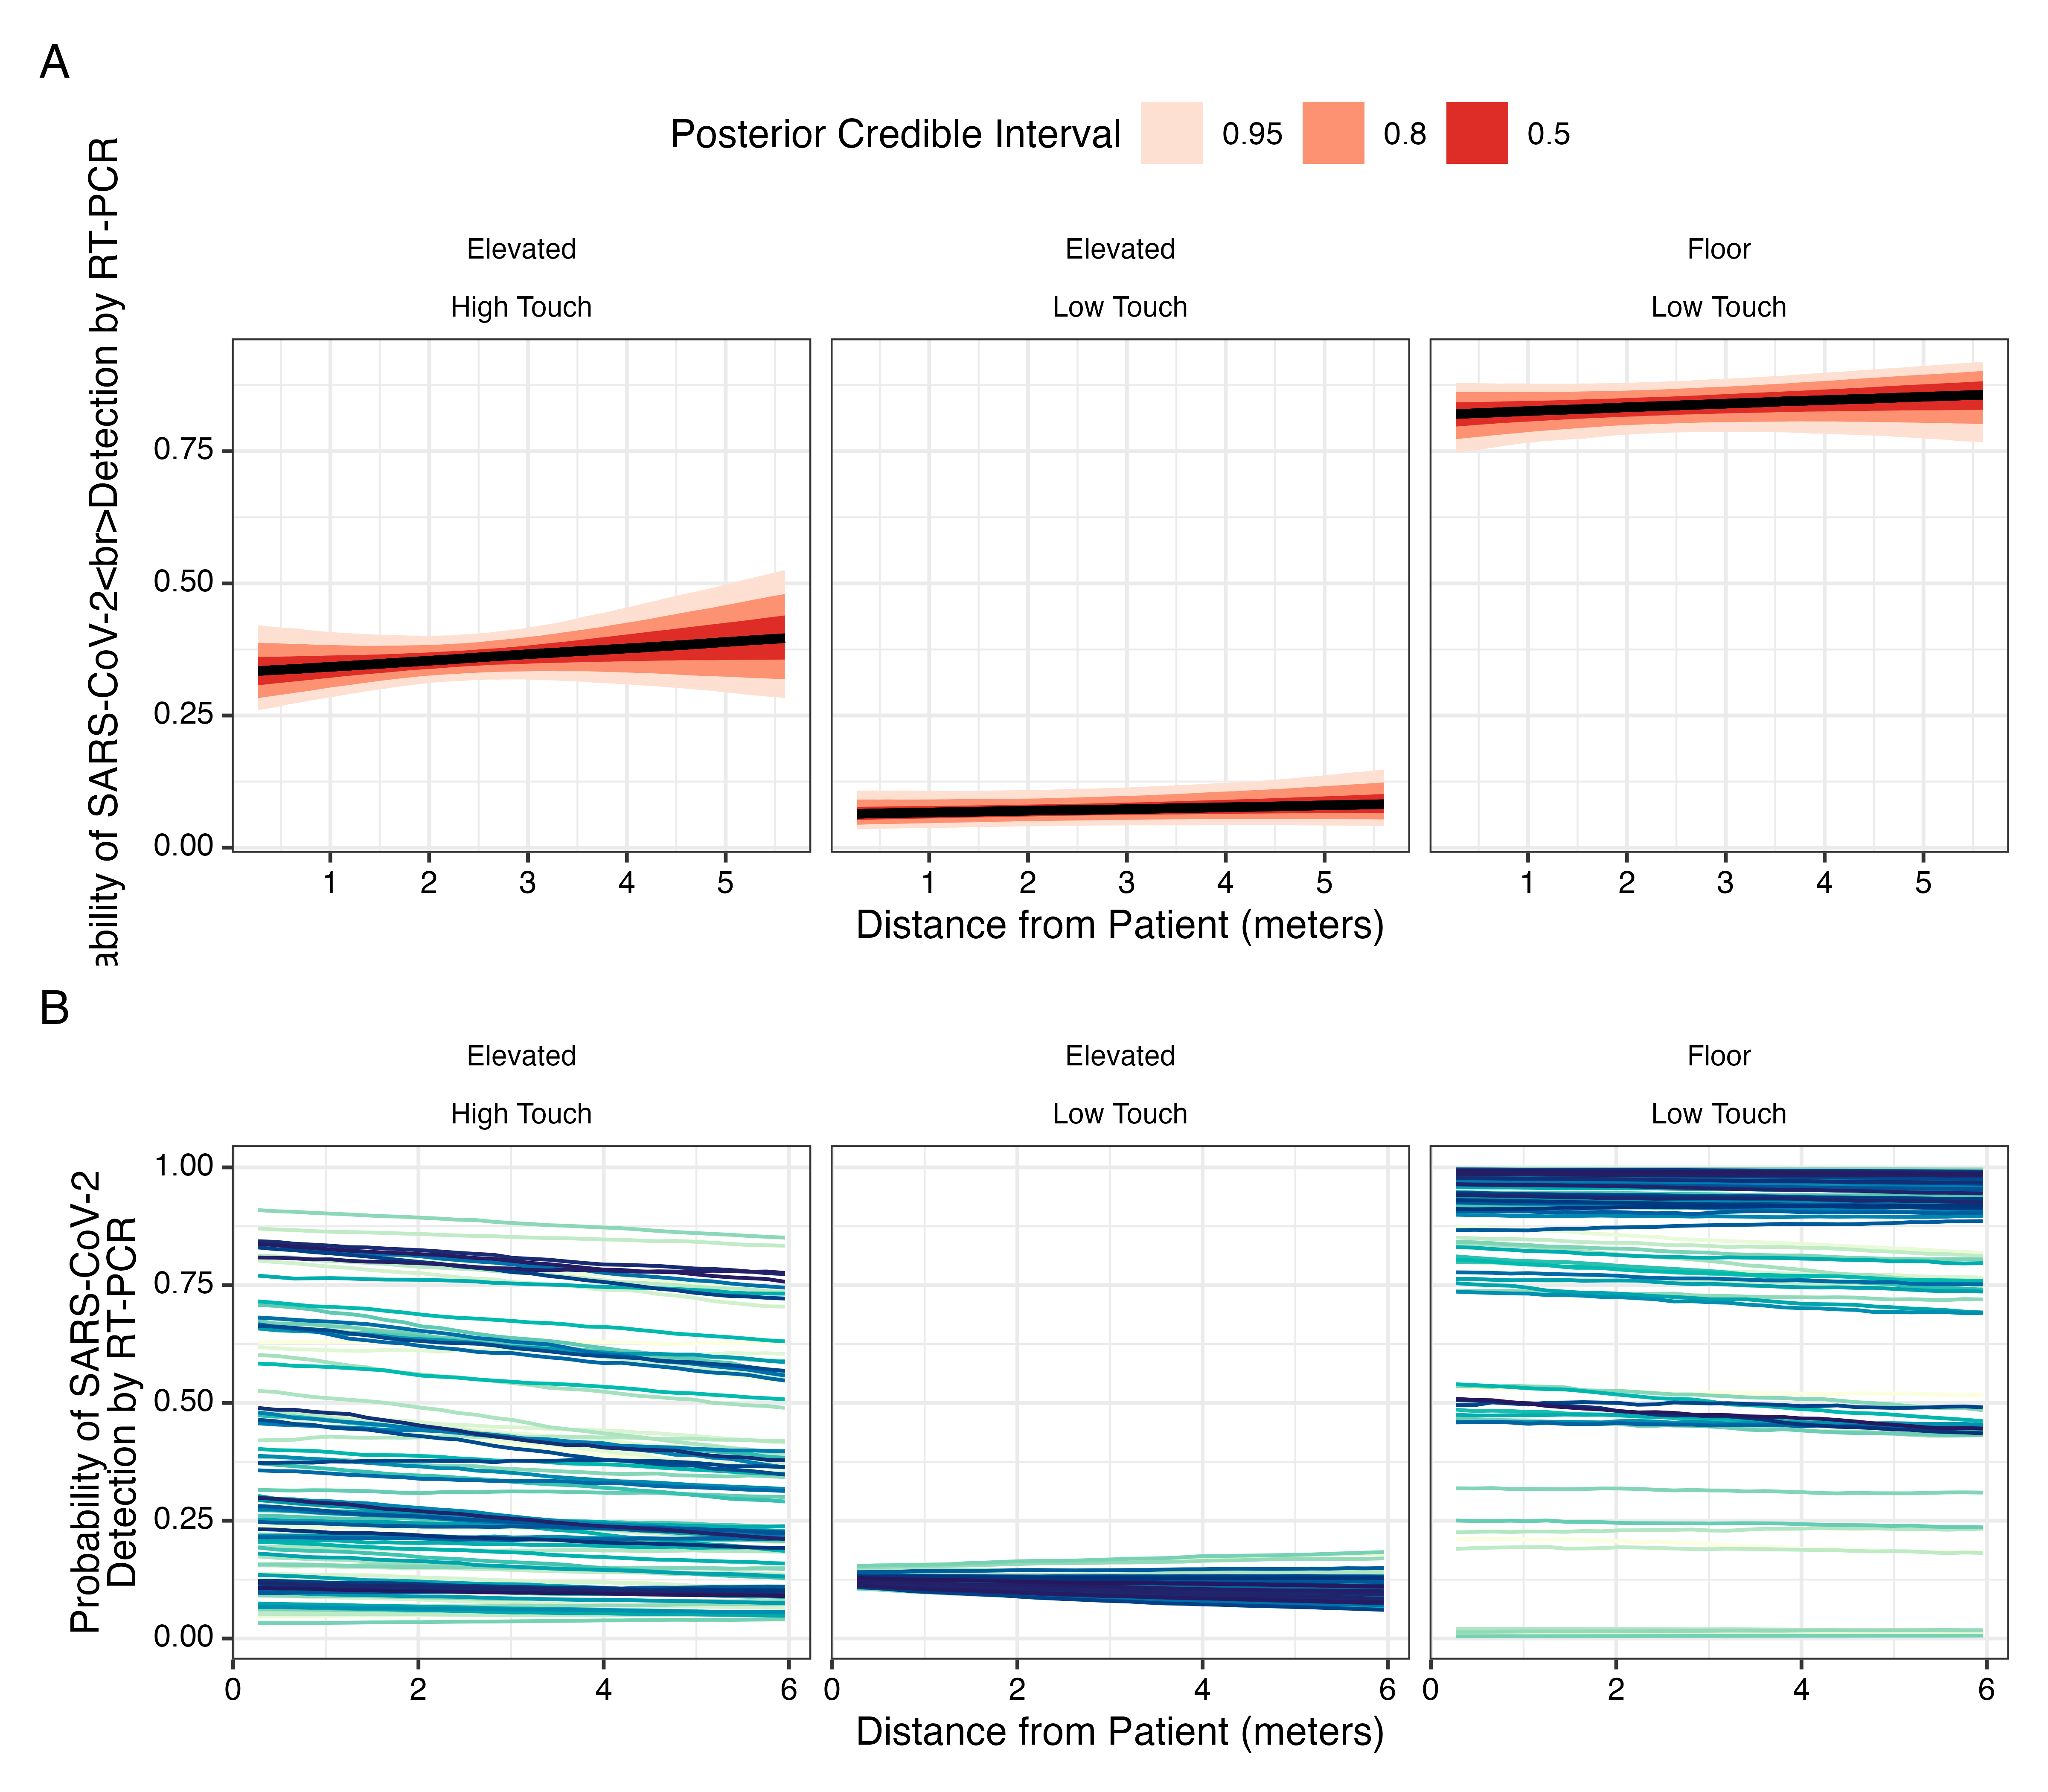 A
Posterior Credible Interval 0.95 0.8 0.5
ability of SARS-CoV-2<br>Detection by RT-PCR
Elevated Elevated Floor
High Touch Low Touch Low Touch
0.75
0.50
0.25
0.00
1 2 3 4 5 1 2 3 4 5 1 2 3 4 5
Distance from Patient (meters)
B
Elevated Elevated Floor
High Touch Low Touch Low Touch
Probability of SARS-CoV-2
Detection by RT-PCR
1.00
0.75
0.50
0.25
0.00
0 2 4 6 0 2 4 6 0 2 4 6
Distance from Patient (meters)